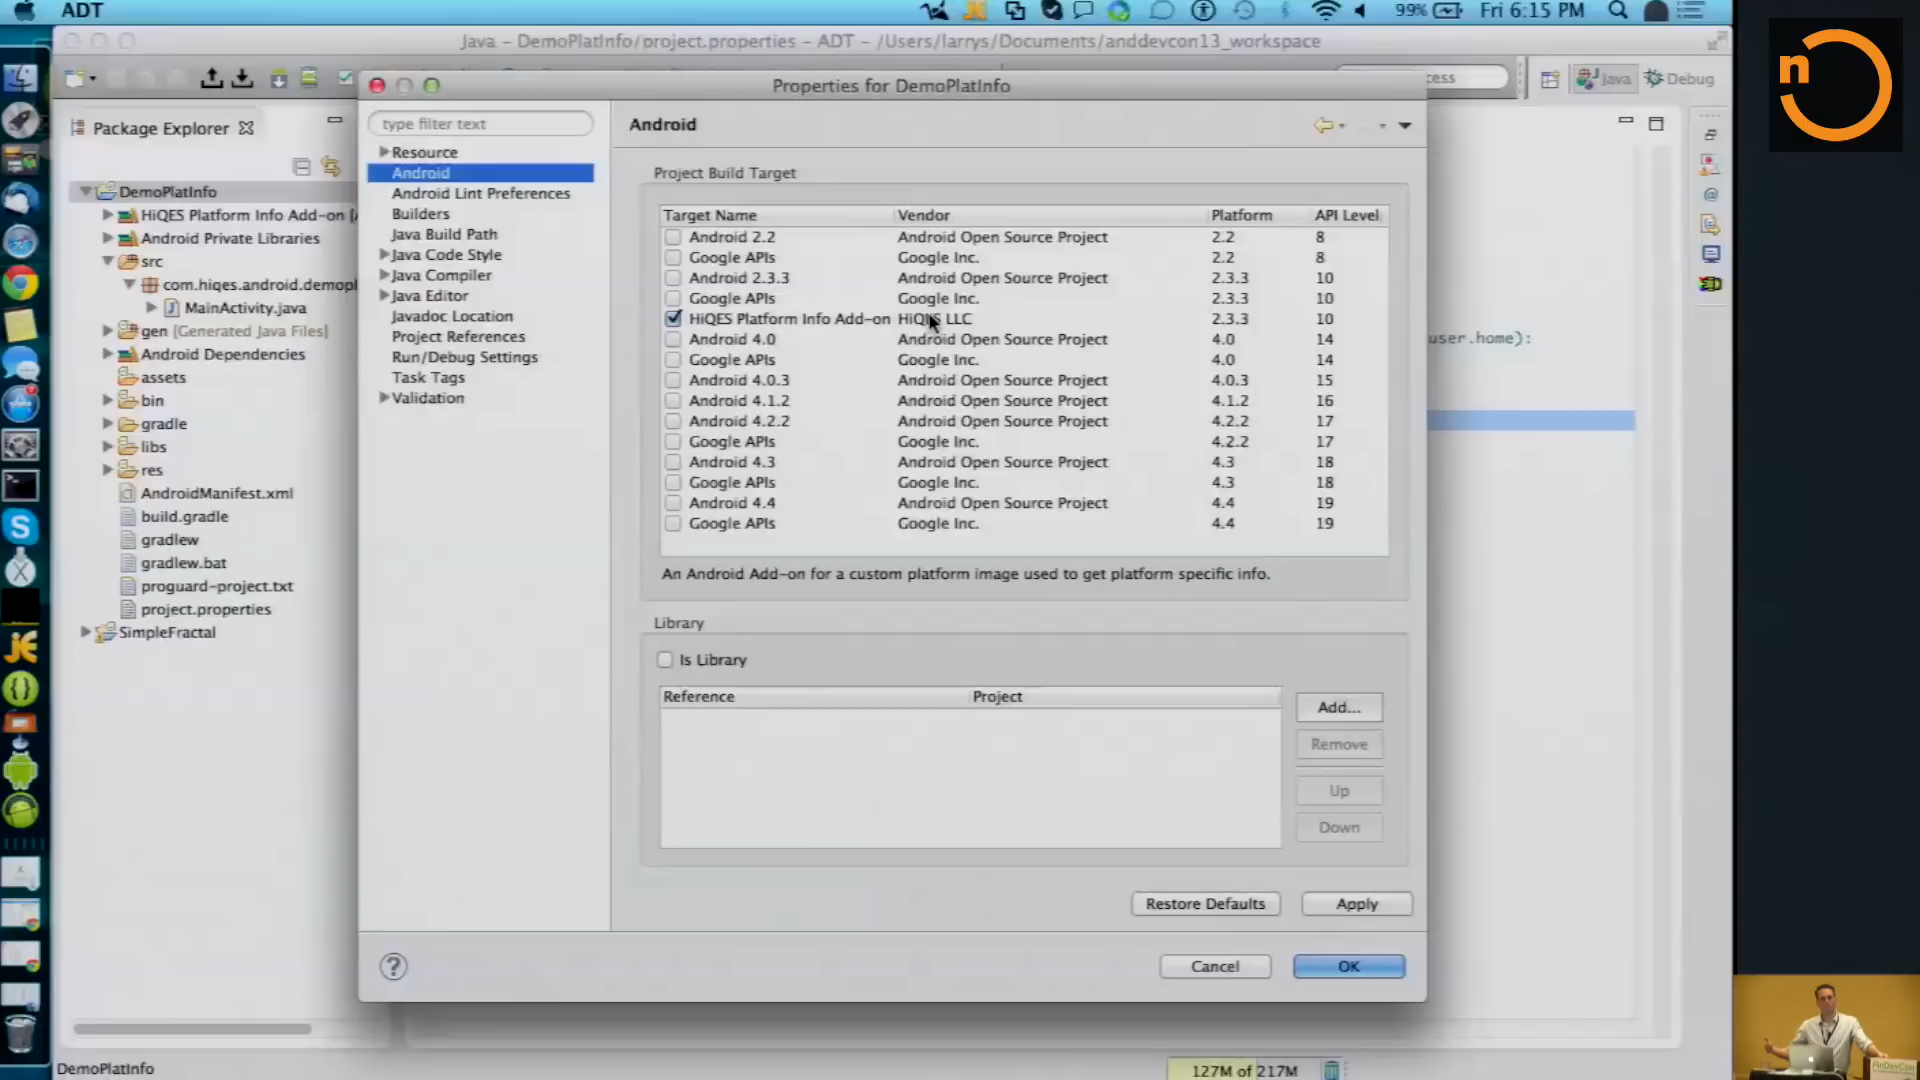 ADT
99%
Fri 6:15 PM
Java – DemoPlatInfo/project.properties – ADT – /Users/larrys/Documents/anddevcon13_workspace
Properties for DemoPlatInfo
cess
Java
Debug
n
Package Explorer
type filter text
Android
DemoPlatInfo
HiQES Platform Info Add-on [
Android Private Libraries
src
com.hiqes.android.demopl
MainActivity.java
gen [Generated Java Files]
Android Dependencies
assets
bin
gradle
libs
res
AndroidManifest.xml
build.gradle
gradlew
gradlew.bat
proguard-project.txt
project.properties
SimpleFractal
Resource
Android
Android Lint Preferences
Builders
Java Build Path
Java Code Style
Java Compiler
Java Editor
Javadoc Location
Project References
Run/Debug Settings
Task Tags
Validation
Project Build Target
Target Name Vendor Platform API Level
Android 2.2 Android Open Source Project 2.2 8
Google APIs Google Inc. 2.2 8
Android 2.3.3 Android Open Source Project 2.3.3 10
Google APIs Google Inc. 2.3.3 10
HiQES Platform Info Add-on HiQES LLC 2.3.3 10
Android 4.0 Android Open Source Project 4.0 14
Google APIs Google Inc. 4.0 14
Android 4.0.3 Android Open Source Project 4.0.3 15
Android 4.1.2 Android Open Source Project 4.1.2 16
Android 4.2.2 Android Open Source Project 4.2.2 17
Google APIs Google Inc. 4.2.2 17
Android 4.3 Android Open Source Project 4.3 18
Google APIs Google Inc. 4.3 18
Android 4.4 Android Open Source Project 4.4 19
Google APIs Google Inc. 4.4 19
user.home):
An Android Add-on for a custom platform image used to get platform specific info.
Library
Is Library
Reference Project
Add...
Remove
Up
Down
Restore Defaults
Apply
?
Cancel
OK
DemoPlatInfo
127M of 217M
AnDevCon